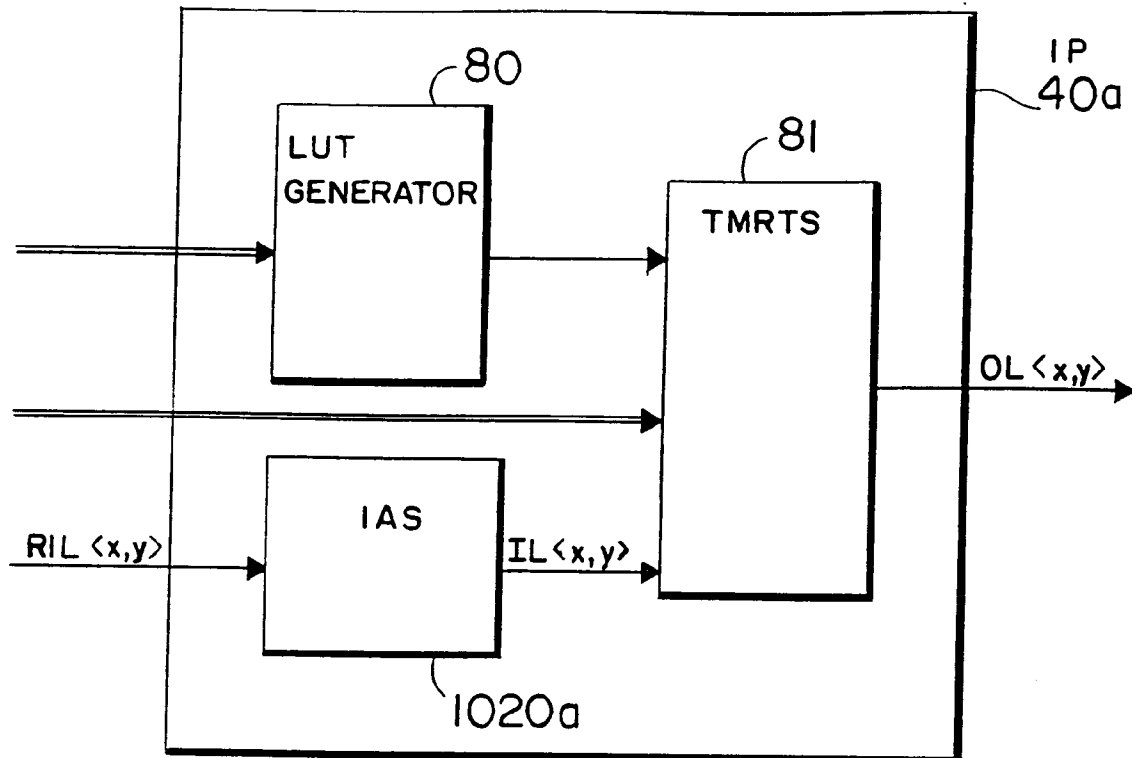 IP
40a
80
LUT
GENERATOR
81
TMRTS
OL <x,y>
IAS
RIL <x,y>
IL <x,y>
1020a